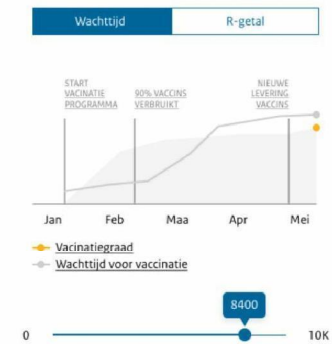 Wachttijd R-getal
START VACINATIE PROGRAMMA
90% VACCINS VERBRUIKT
NIEUWE LEVERING VACCINS
Jan Feb Maa Apr Mei
Vacinatiegraad
Wachttijd voor vaccinatie
8400
0 10K